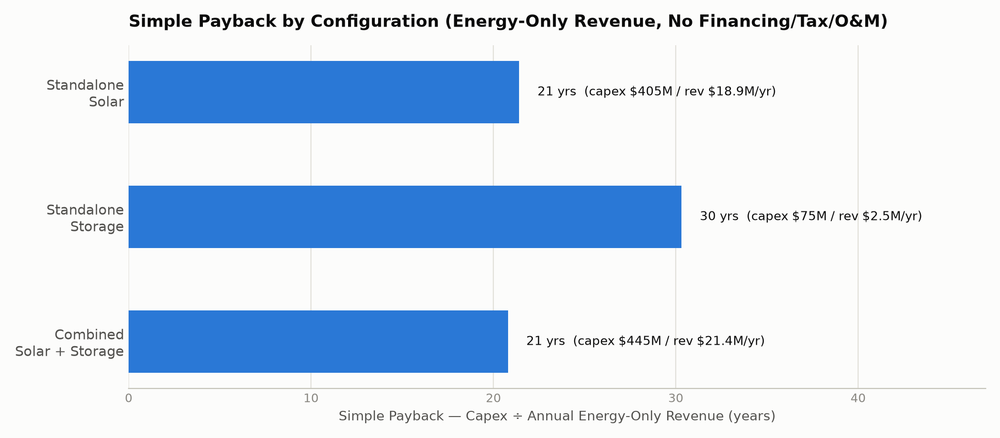 Simple Payback by Configuration (Energy-Only Revenue, No Financing/Tax/O&M)
Standalone
Solar
21 yrs  (capex $405M / rev $18.9M/yr)
Standalone
Storage
30 yrs  (capex $75M / rev $2.5M/yr)
Combined
Solar + Storage
21 yrs  (capex $445M / rev $21.4M/yr)
0 10 20 30 40
Simple Payback — Capex ÷ Annual Energy-Only Revenue (years)